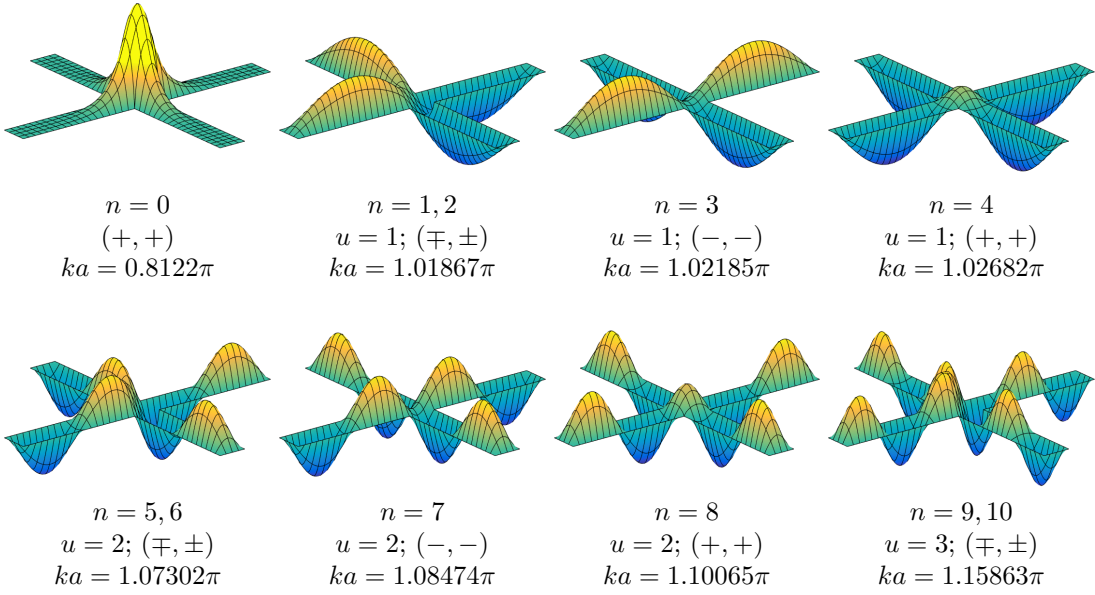 n = 0
(+, +)
ka = 0.8122π
n = 1, 2
u = 1; (∓, ±)
ka = 1.01867π
n = 3
u = 1; (−, −)
ka = 1.02185π
n = 4
u = 1; (+, +)
ka = 1.02682π
n = 5, 6
u = 2; (∓, ±)
ka = 1.07302π
n = 7
u = 2; (−, −)
ka = 1.08474π
n = 8
u = 2; (+, +)
ka = 1.10065π
n = 9, 10
u = 3; (∓, ±)
ka = 1.15863π